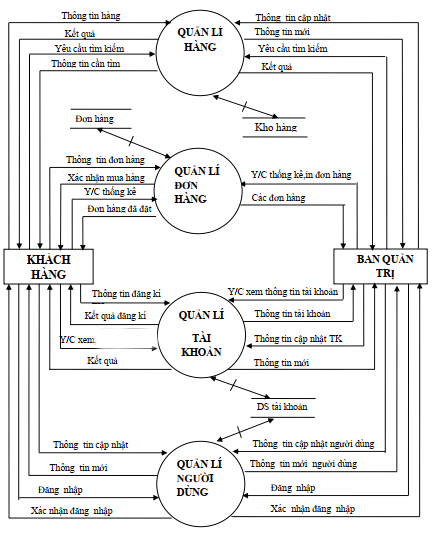 Thông tin hàng
Kết quả
Yêu cầu tìm kiếm
Thông tin cần tìm
QUẢN LÍ
HÀNG
Thông tin cập nhật
Thông tin mới
Yêu cầu tìm kiếm
Kết quả
Đơn hàng
Kho hàng
Thông tin đơn hàng
Xác nhận mua hàng
Y/C thống kê
Đơn hàng đã đặt
QUẢN LÍ
ĐƠN
HÀNG
Y/C thống kê,in đơn hàng
Các đơn hàng
KHÁCH
HÀNG
BAN QUẢN
TRỊ
Thông tin đăng kí
Kết quả đăng kí
Y/C xem
Kết quả
QUẢN LÍ
TÀI
KHOẢN
Y/C xem thông tin tài khoản
Thông tin tài khoản
Thông tin cập nhật TK
Thông tin mới
DS tài khoản
Thông tin cập nhật
Thông tin mới
Đăng nhập
Xác nhận đăng nhập
QUẢN LÍ
NGƯỜI
DÙNG
Thông tin cập nhật người dùng
Thông tin mới người dùng
Đăng nhập
Xác nhận đăng nhập